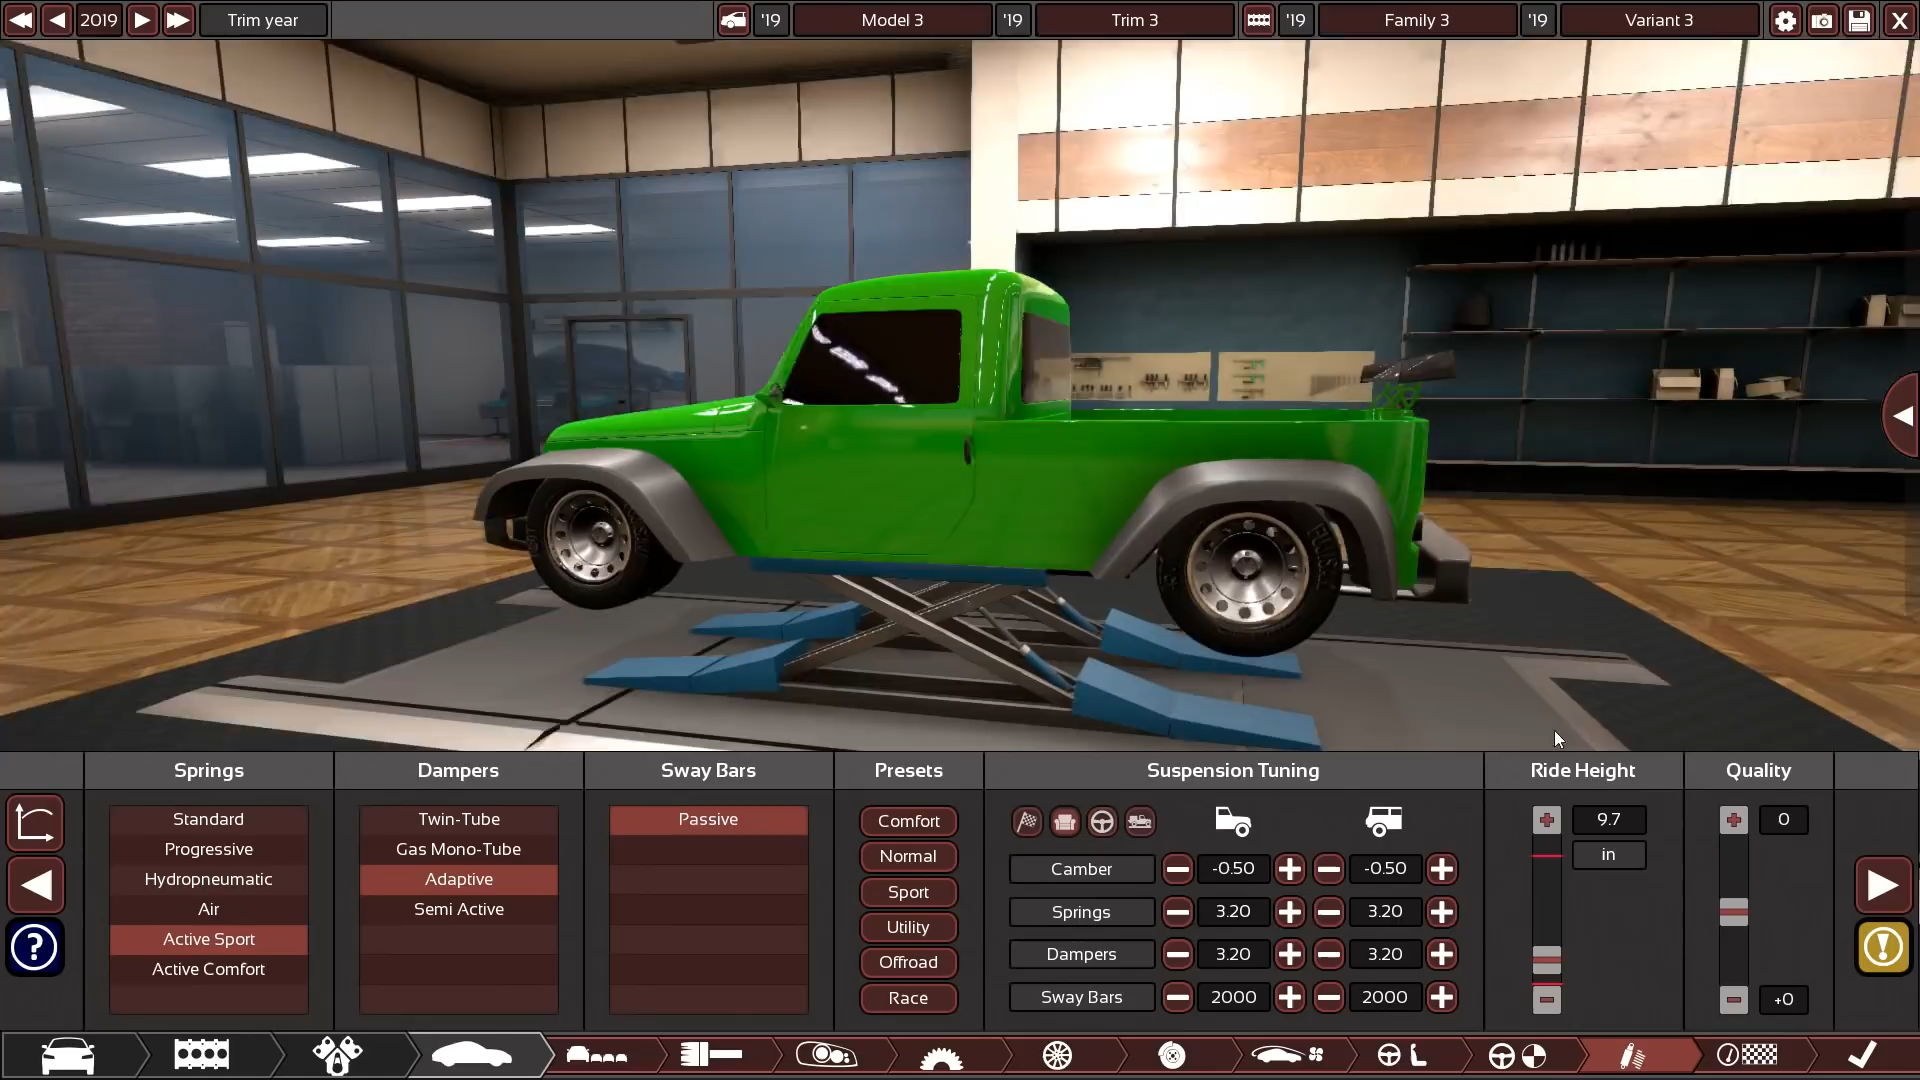 2019
Trim year
'19
Model 3
'19
Trim 3
'19
Family 3
'19
Variant 3
X
Springs
Dampers
Sway Bars
Presets
Suspension Tuning
Ride Height
Quality
Standard
Progressive
Hydropneumatic
Air
Active Sport
Active Comfort
Twin-Tube
Gas Mono-Tube
Adaptive
Semi Active
Passive
Comfort
Normal
Sport
Utility
Offroad
Race
Camber
-0.50
-0.50
Springs
3.20
3.20
Dampers
3.20
3.20
Sway Bars
2000
2000
9.7
in
0
+0
?
!